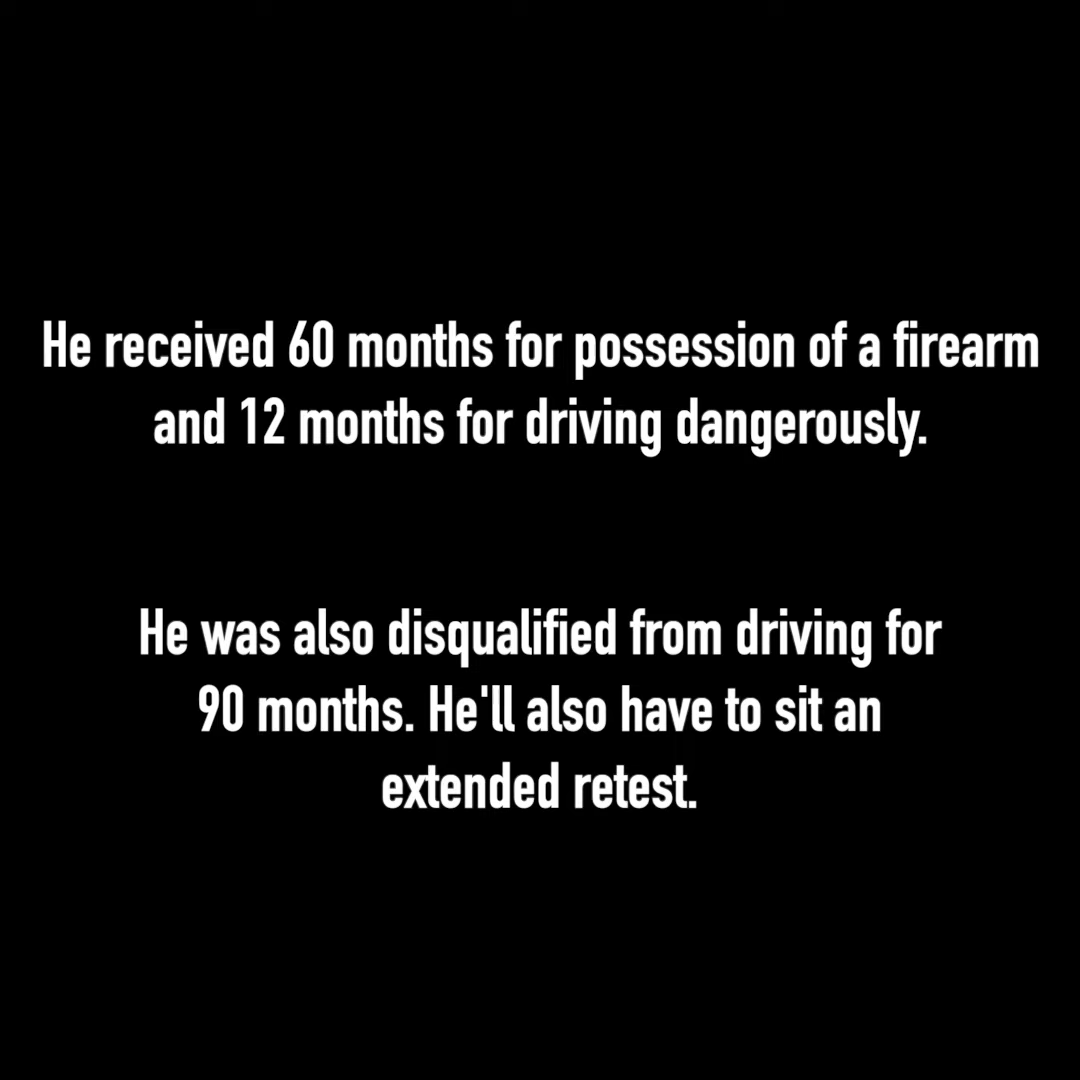 He received 60 months for possession of a firearm
and 12 months for driving dangerously.
He was also disqualified from driving for
90 months. He'll also have to sit an
extended retest.